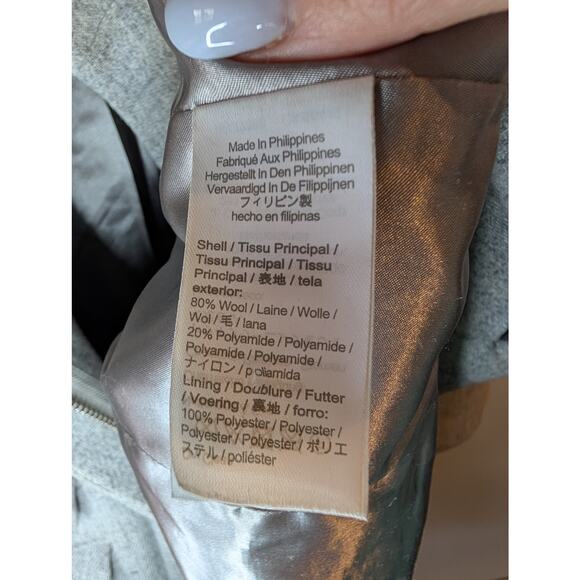 Made In Philippines
Fabriqué Aux Philippines
Hergestellt In Den Philippinen
Vervaardigd In De Filippijnen
フィリピン製
hecho en filipinas
Shell / Tissu Principal /
Tissu Principal / Tissu
Principal / 表地 / tela
exterior:
80% Wool / Laine / Wolle /
Wol / 毛 / lana
20% Polyamide / Polyamide /
Polyamide / Polyamide /
ナイロン / poliamida
Lining / Doublure / Futter
/ Voering / 裏地 / forro:
100% Polyester / Polyester /
Polyester / Polyester / ポリエ
ステル / poliéster